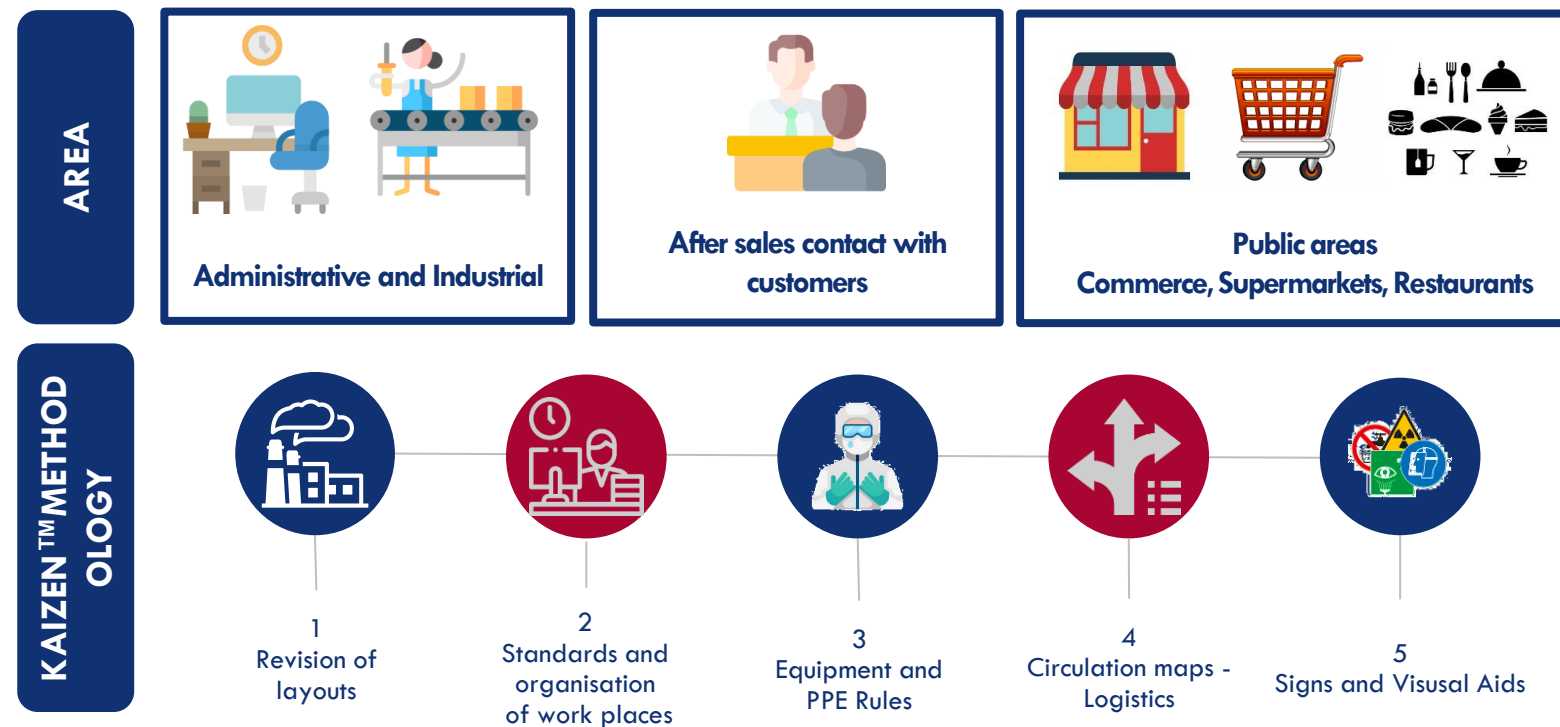 AREA
Administrative and Industrial
After sales contact with
customers
Public areas
Commerce, Supermarkets, Restaurants
KAIZEN™METHOD
OLOGY
1
Revision of
layouts
2
Standards and
organisation
of work places
3
Equipment and
PPE Rules
4
Circulation maps -
Logistics
5
Signs and Visusal Aids